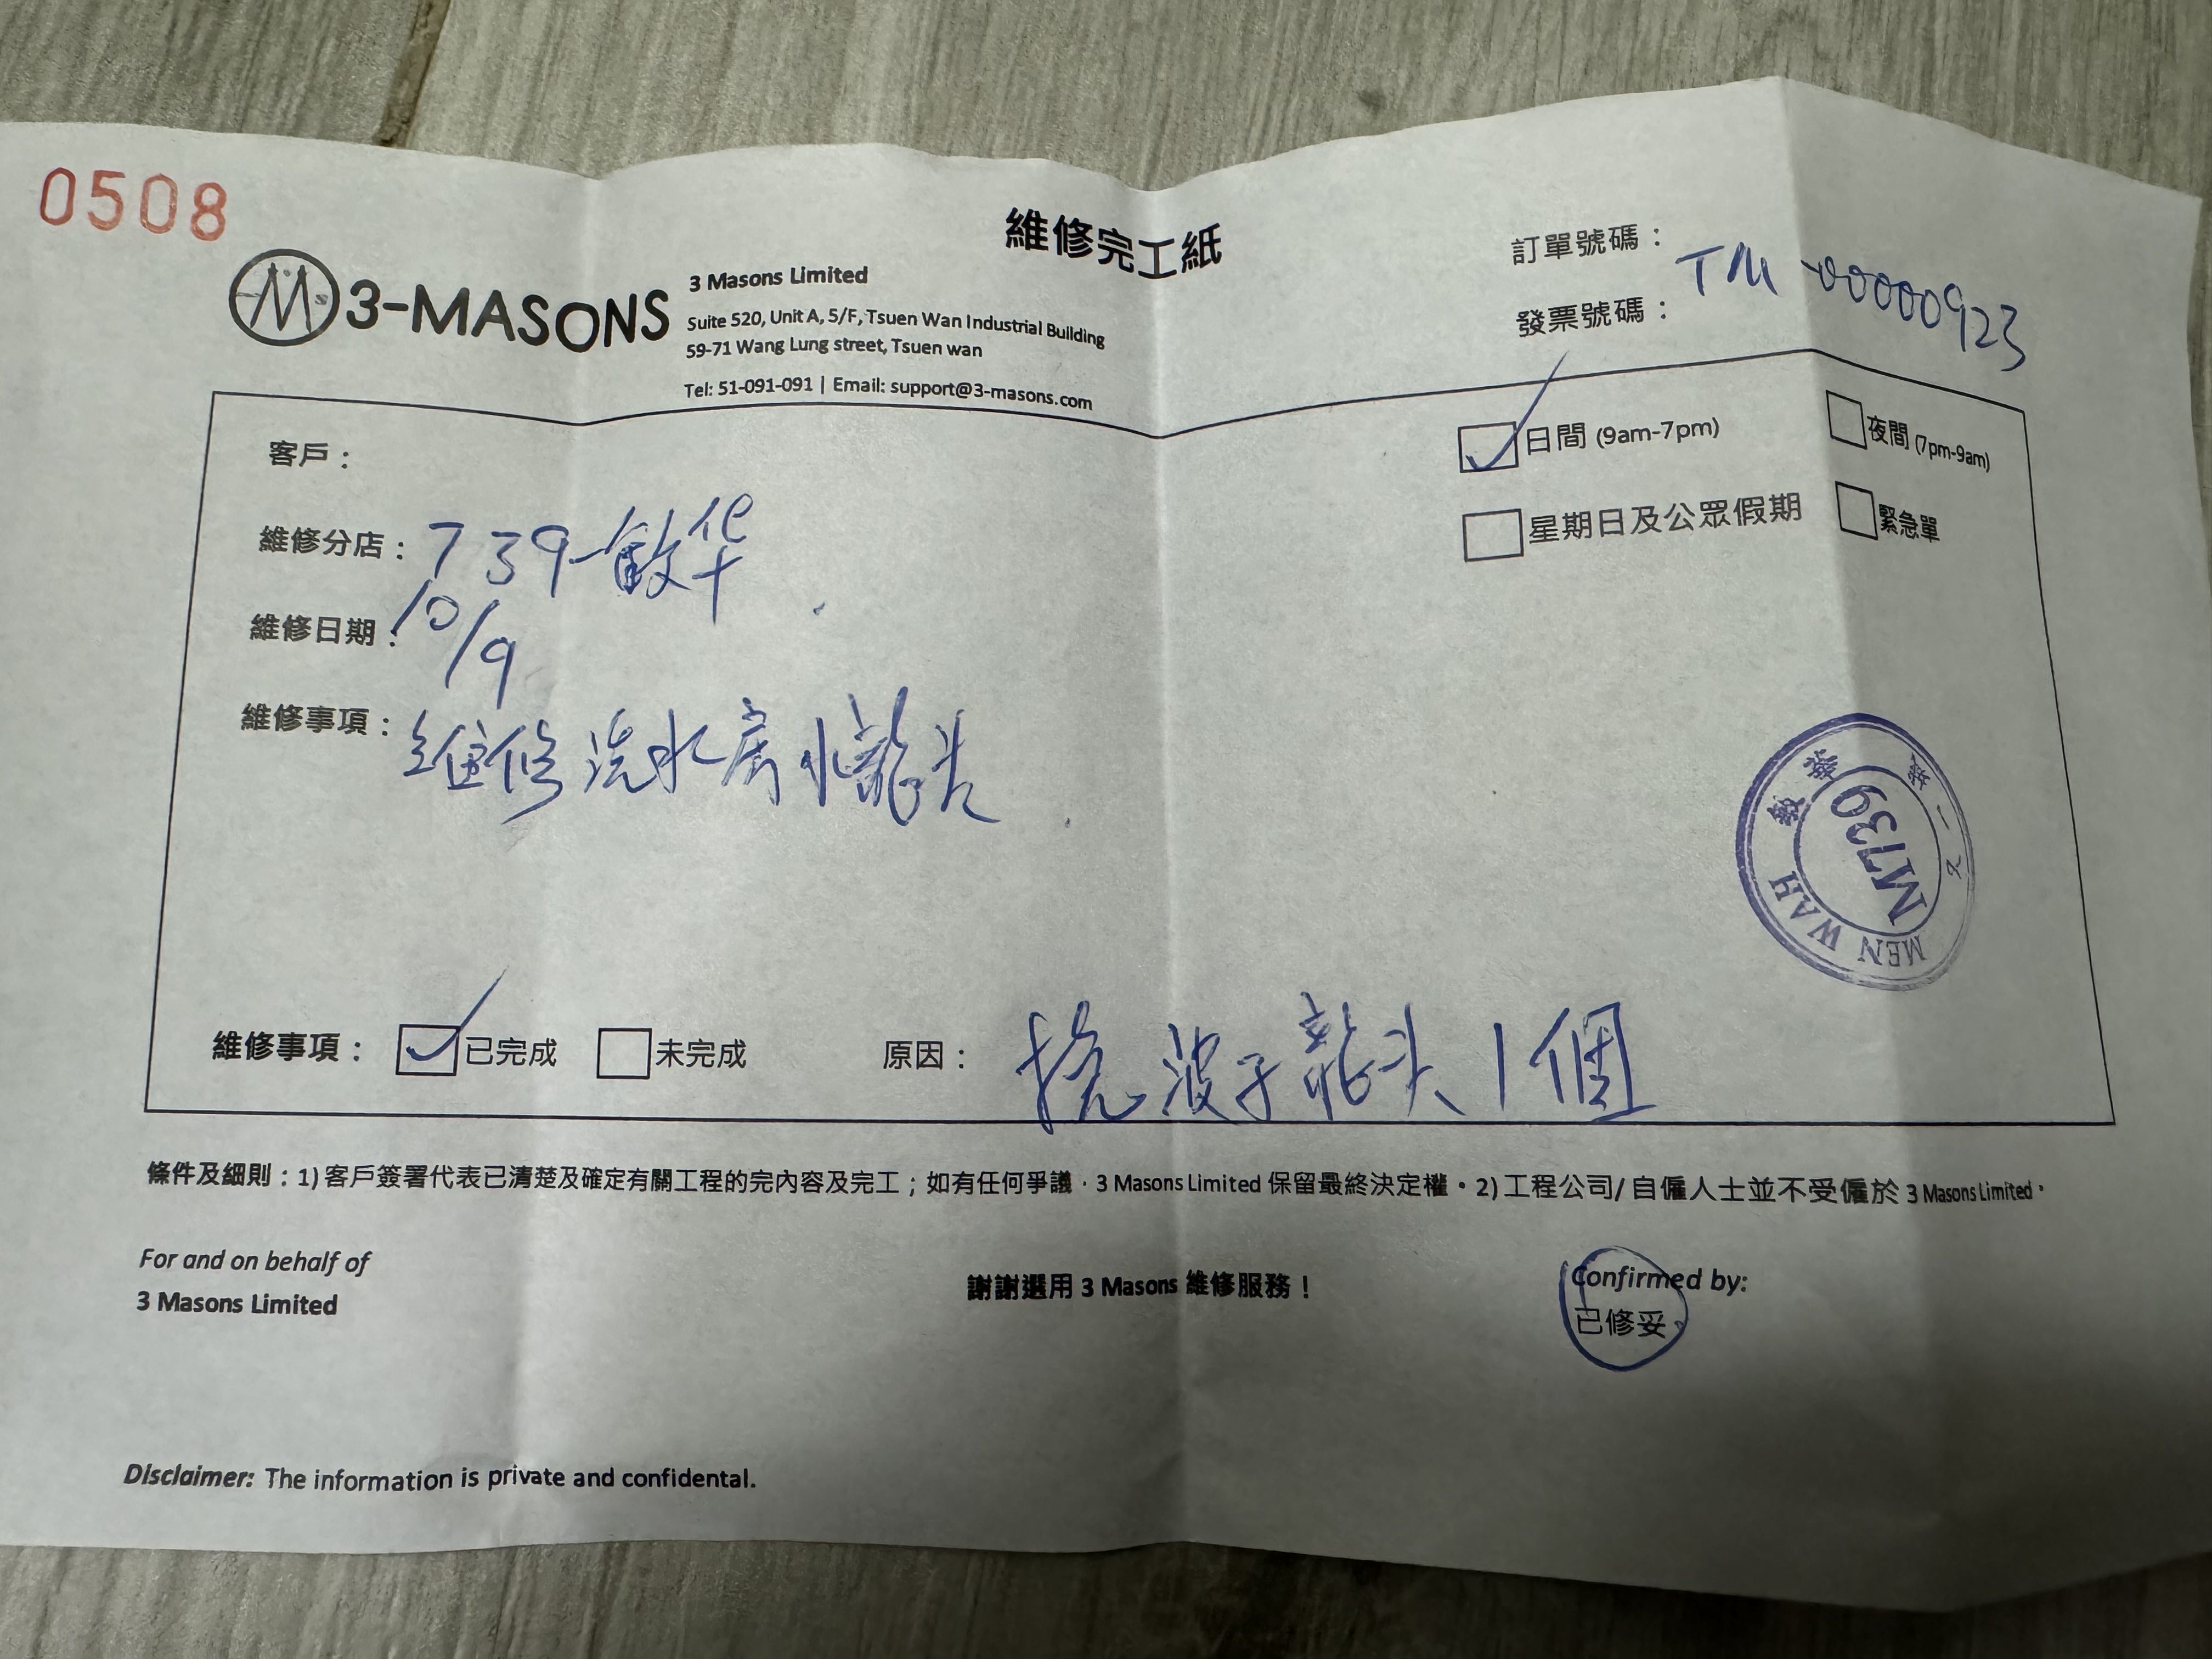 0508
維修完工紙
3-MASONS
3 Masons Limited
Suite 520, Unit A, 5/F, Tsuen Wan Industrial Building
59-71 Wang Lung street, Tsuen wan
Tel: 51-091-091 | Email: support@3-masons.com
訂單號碼：
TM-00000923
發票號碼：
客戶：
日間 (9am-7pm)
夜間 (7pm-9am)
星期日及公眾假期
緊急單
維修分店：739-敏华
維修日期：10/9
維修事項：維修汽水房水龍头
敏華
MEN WAH
M739
維修事項： 已完成 未完成 原因： 換波子龍头1個
條件及細則：1) 客戶簽署代表已清楚及確定有關工程的完內容及完工；如有任何爭議，3 Masons Limited 保留最終決定權。2) 工程公司/ 自僱人士並不受僱於 3 Masons Limited。
For and on behalf of
3 Masons Limited
謝謝選用 3 Masons 維修服務！
Confirmed by:
已修妥
Disclaimer: The information is private and confidental.